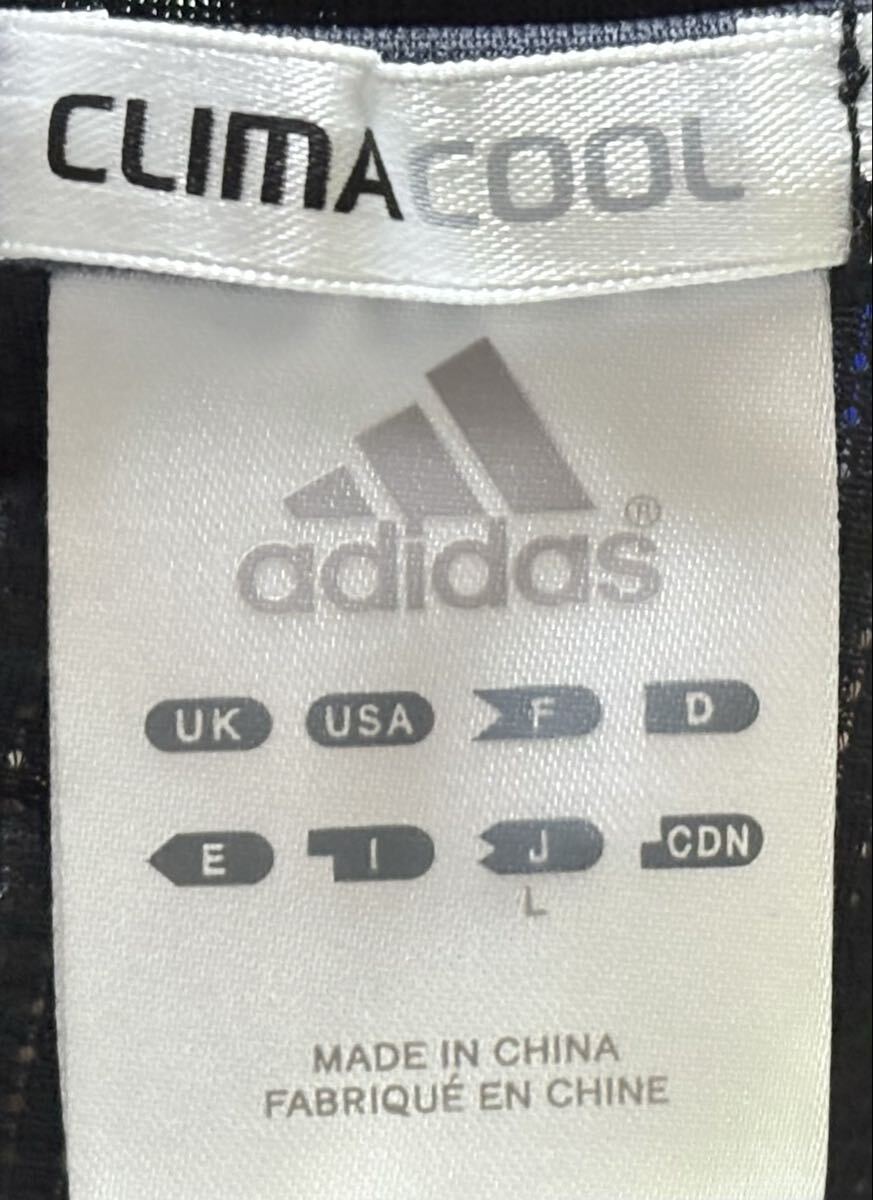 CLIMACOOL
adidas®
UK USA F D
E I J CDN
L
MADE IN CHINA
FABRIQUÉ EN CHINE